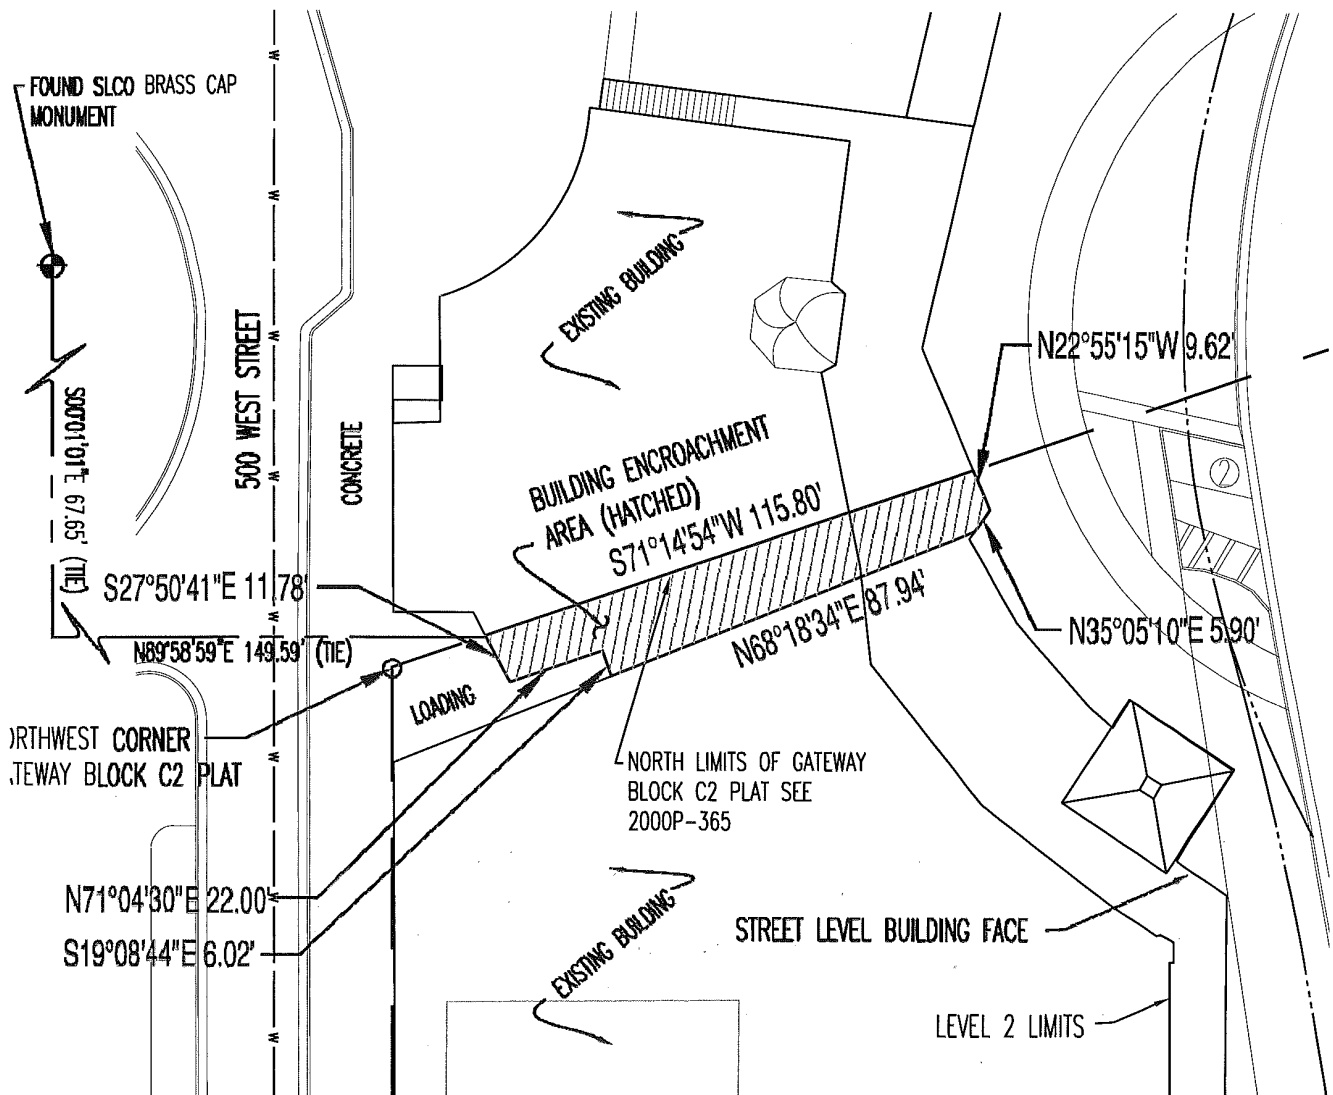 FOUND SLCO BRASS CAP
MONUMENT
S00°01'01"E 67.65' (TIE)
500 WEST STREET
CONCRETE
EXISTING BUILDING
N22°55'15"W 9.62'
BUILDING ENCROACHMENT
AREA (HATCHED)
S71°14'54"W 115.80'
2
S27°50'41"E 11.78'
N89°58'59"E 149.59' (TIE)
N68°18'34"E 87.94'
N35°05'10"E 5.90'
LOADING
RTHWEST CORNER
TEWAY BLOCK C2 PLAT
NORTH LIMITS OF GATEWAY
BLOCK C2 PLAT SEE
2000P-365
N71°04'30"E 22.00'
S19°08'44"E 6.02'
EXISTING BUILDING
STREET LEVEL BUILDING FACE
LEVEL 2 LIMITS
W
W
W
W
W
W
W
W